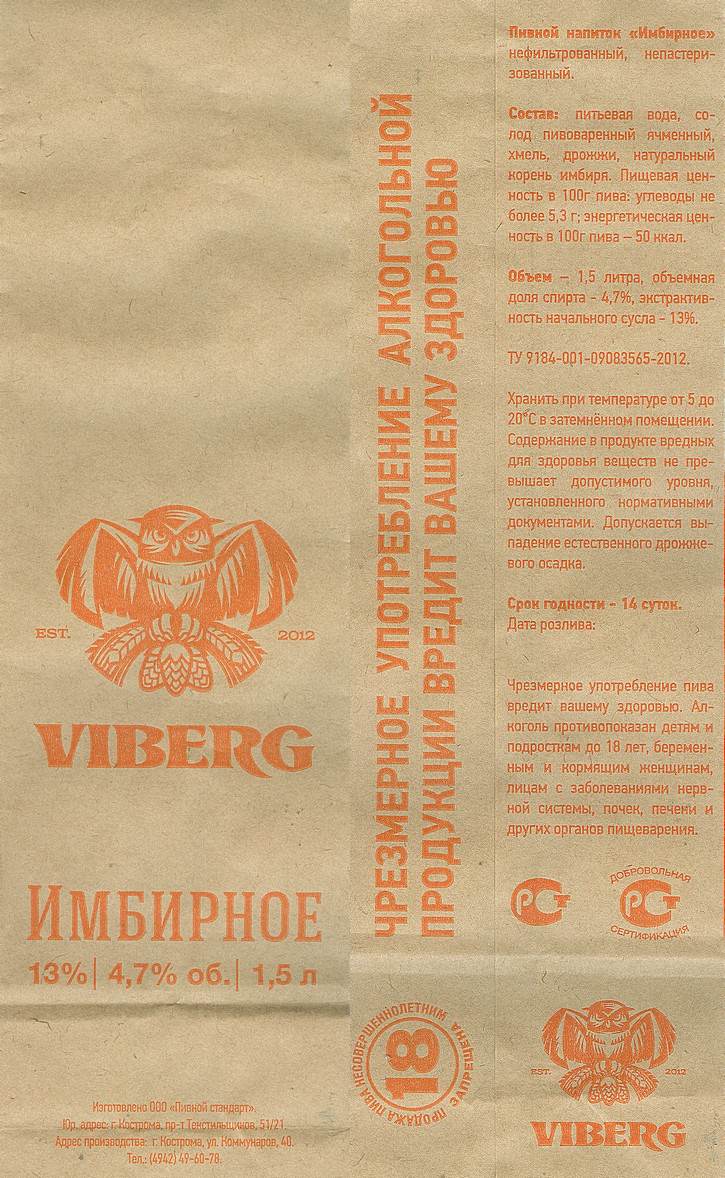 EST. 2012
VIBERG
ИМБИРНОЕ
13%| 4,7% об.| 1,5 л
Изготовлено ООО «Пивной стандарт».
Юр. адрес: г. Кострома, пр-т Текстильщиков, 51/21.
Адрес производства: г. Кострома, ул. Коммунаров, 40.
Тел.: (4942) 49-60-78.
ЧРЕЗМЕРНОЕ УПОТРЕБЛЕНИЕ АЛКОГОЛЬНОЙ
ПРОДУКЦИИ ВРЕДИТ ВАШЕМУ ЗДОРОВЬЮ
ПРОДАЖА ПИВА НЕСОВЕРШЕННОЛЕТНИМ ЗАПРЕЩЕНА
18
Пивной напиток «Имбирное»
нефильтрованный, непастери-
зованный.
Состав: питьевая вода, со-
лод пивоваренный ячменный,
хмель, дрожжи, натуральный
корень имбиря. Пищевая цен-
ность в 100г пива: углеводы не
более 5,3 г; энергетическая цен-
ность в 100г пива – 50 ккал.
Объем – 1,5 литра, объемная
доля спирта - 4,7%, экстрактив-
ность начального сусла - 13%.
ТУ 9184-001-09083565-2012.
Хранить при температуре от 5 до
20°С в затемнённом помещении.
Содержание в продукте вредных
для здоровья веществ не пре-
вышает допустимого уровня,
установленного нормативными
документами. Допускается вы-
падение естественного дрожже-
вого осадка.
Срок годности - 14 суток.
Дата розлива:
Чрезмерное употребление пива
вредит вашему здоровью. Ал-
коголь противопоказан детям и
подросткам до 18 лет, беремен-
ным и кормящим женщинам,
лицам с заболеваниями нерв-
ной системы, почек, печени и
других органов пищеварения.
РСТ
ДОБРОВОЛЬНАЯ
РСТ
СЕРТИФИКАЦИЯ
EST. 2012
VIBERG